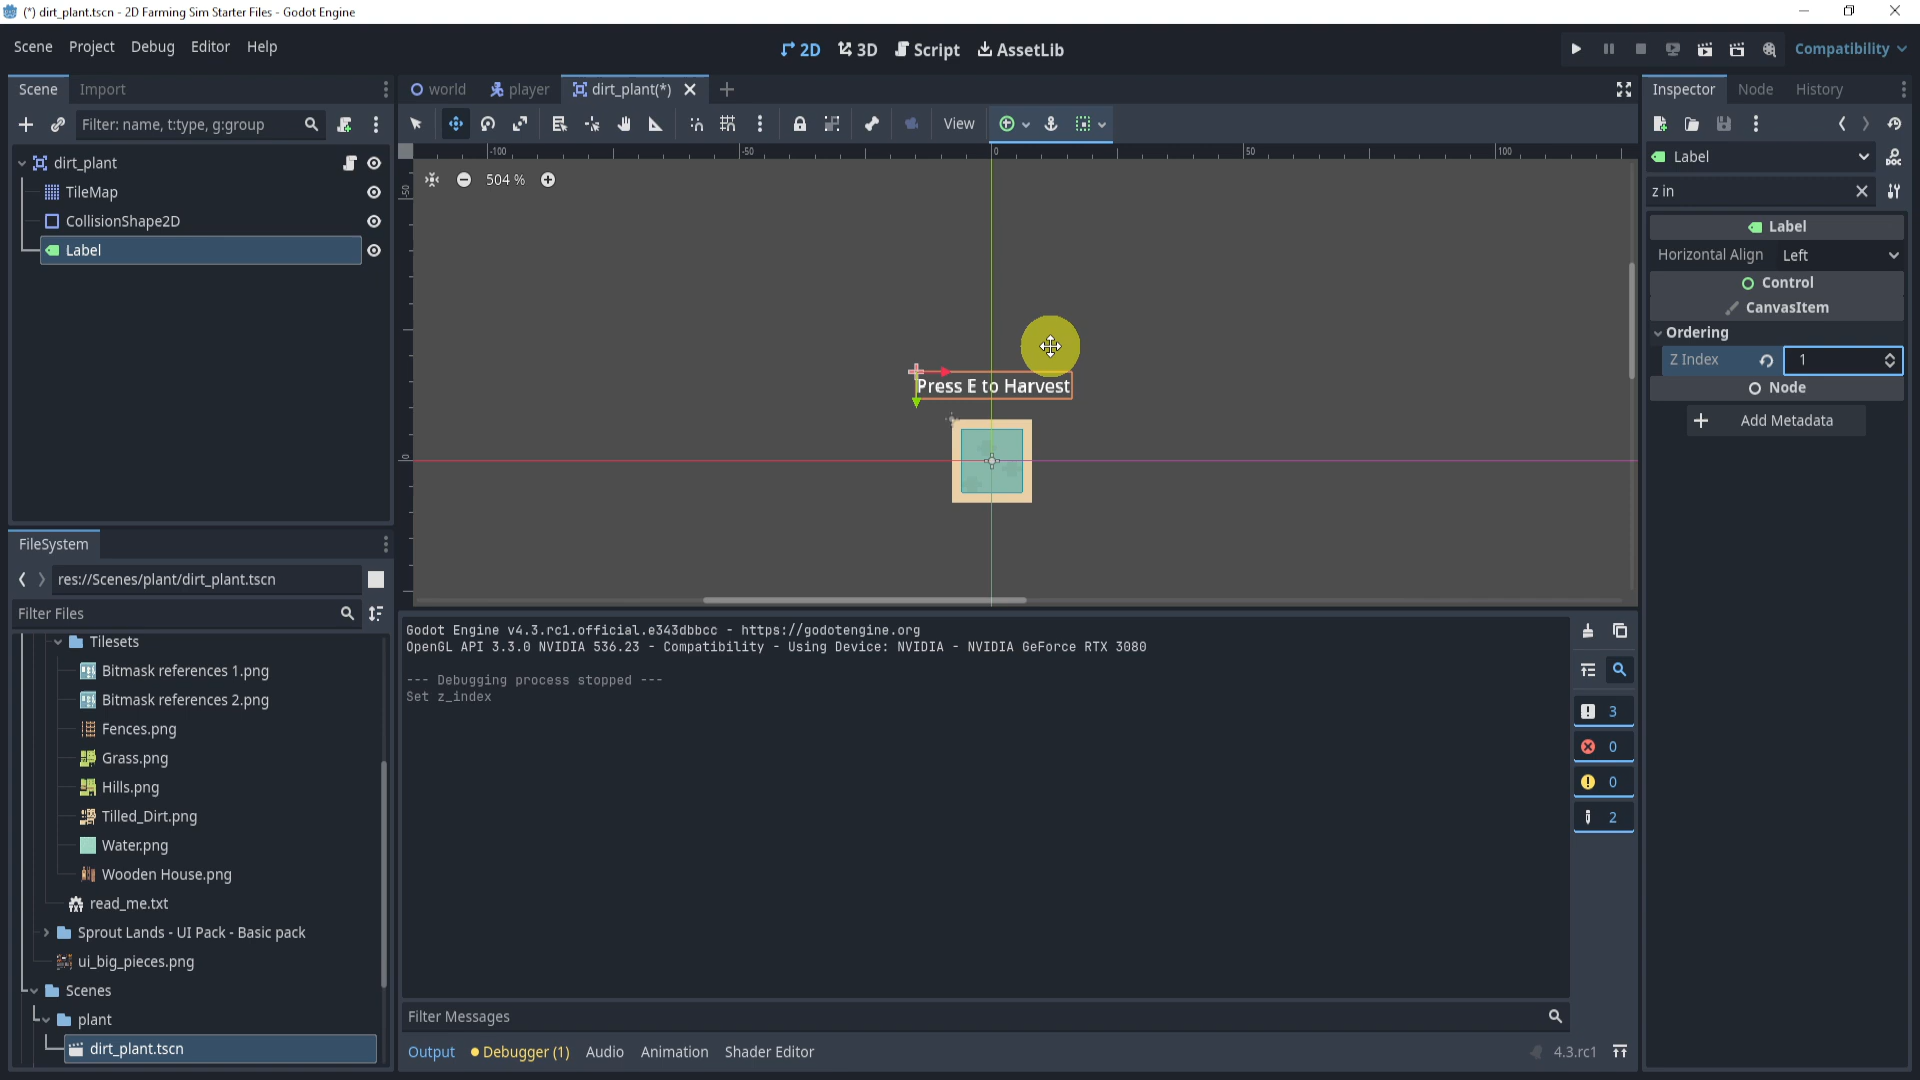 (*) dirt_plant.tscn - 2D Farming Sim Starter Files - Godot Engine
Scene Project Debug Editor Help
2D 3D Script AssetLib
Compatibility
Scene Import
world player dirt_plant(*)
Inspector Node History
Filter: name, t:type, g:group
View
-100 -50 0 50 100
dirt_plant
TileMap
CollisionShape2D
Label
-50
504 %
Press E to Harvest
0
Label
z in
Label
Horizontal Align Left
Control
CanvasItem
Ordering
Z Index 1
Node
Add Metadata
FileSystem
res://Scenes/plant/dirt_plant.tscn
Filter Files
Tilesets
Bitmask references 1.png
Bitmask references 2.png
Fences.png
Grass.png
Hills.png
Tilled_Dirt.png
Water.png
Wooden House.png
read_me.txt
Sprout Lands - UI Pack - Basic pack
ui_big_pieces.png
Scenes
plant
dirt_plant.tscn
Godot Engine v4.3.rc1.official.e343dbbcc - https://godotengine.org
OpenGL API 3.3.0 NVIDIA 536.23 - Compatibility - Using Device: NVIDIA - NVIDIA GeForce RTX 3080
--- Debugging process stopped ---
Set z_index
3
0
0
2
Filter Messages
Output Debugger (1) Audio Animation Shader Editor
4.3.rc1